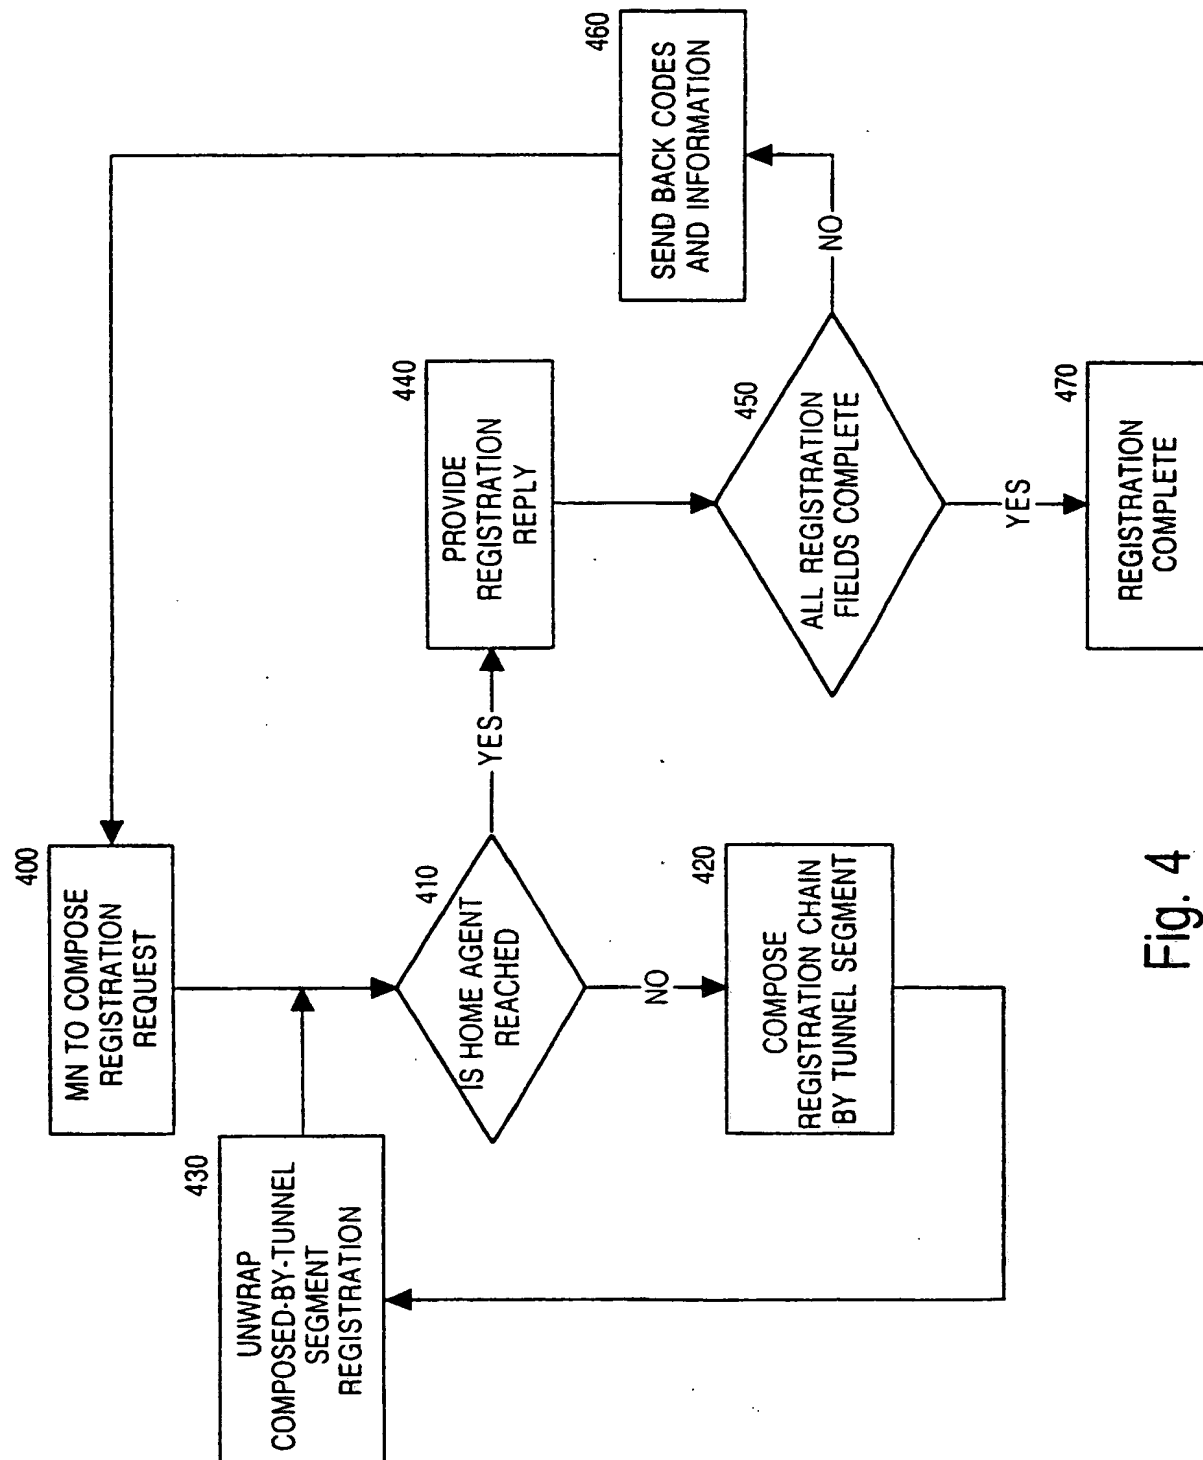 400
MN TO COMPOSE
REGISTRATION
REQUEST
430
UNWRAP
COMPOSED-BY-TUNNEL
SEGMENT
REGISTRATION
410
IS HOME AGENT
REACHED
YES
NO
420
COMPOSE
REGISTRATION CHAIN
BY TUNNEL SEGMENT
440
PROVIDE
REGISTRATION
REPLY
450
ALL REGISTRATION
FIELDS COMPLETE
NO
YES
460
SEND BACK CODES
AND INFORMATION
470
REGISTRATION
COMPLETE
Fig. 4